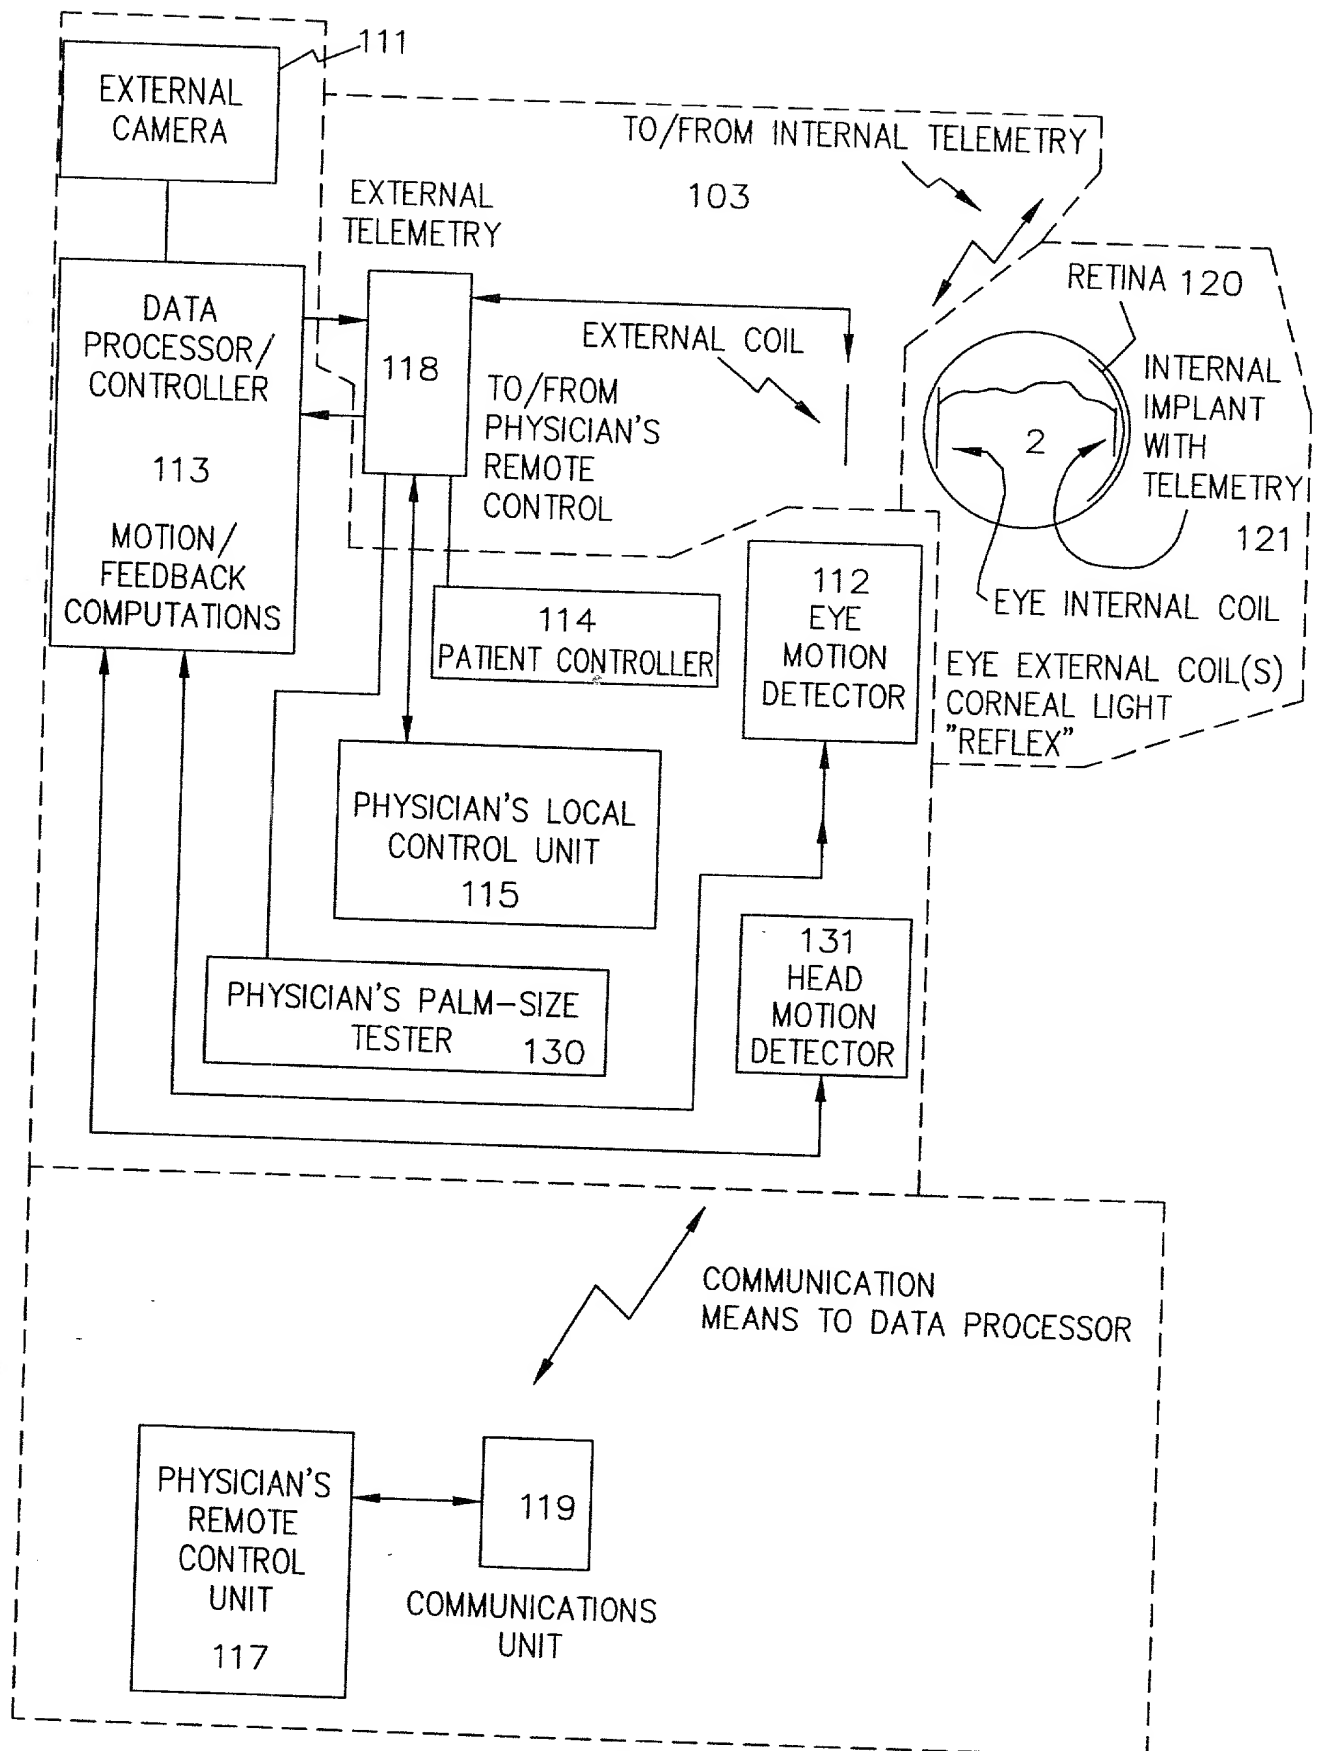 111
EXTERNAL
CAMERA
TO/FROM INTERNAL TELEMETRY
103
EXTERNAL
TELEMETRY
RETINA 120
DATA
PROCESSOR/
CONTROLLER
113
MOTION/
FEEDBACK
COMPUTATIONS
118
EXTERNAL COIL
TO/FROM
PHYSICIAN'S
REMOTE
CONTROL
2
INTERNAL
IMPLANT
WITH
TELEMETRY
121
EYE INTERNAL COIL
EYE EXTERNAL COIL(S)
CORNEAL LIGHT
"REFLEX"
112
EYE
MOTION
DETECTOR
114
PATIENT CONTROLLER
PHYSICIAN'S LOCAL
CONTROL UNIT
115
131
HEAD
MOTION
DETECTOR
PHYSICIAN'S PALM-SIZE
TESTER 130
COMMUNICATION
MEANS TO DATA PROCESSOR
PHYSICIAN'S
REMOTE
CONTROL
UNIT
117
119
COMMUNICATIONS
UNIT